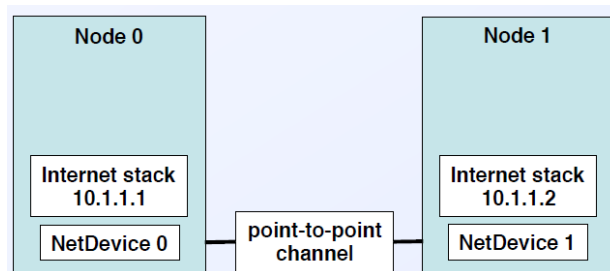 Node 0
Node 1
Internet stack
10.1.1.1
Internet stack
10.1.1.2
NetDevice 0
point-to-point
channel
NetDevice 1